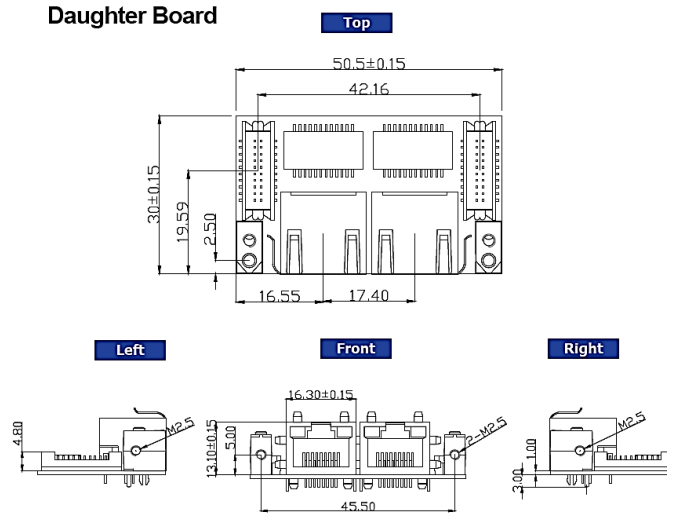 Daughter Board
Top
50.5±0.15
42.16
30±0.15
19.59
2.50
16.55
17.40
Left
Front
Right
4.80
M2.5
16.30±0.15
13.10±0.15
5.00
2-M2.5
45.50
M2.5
1.00
3.00